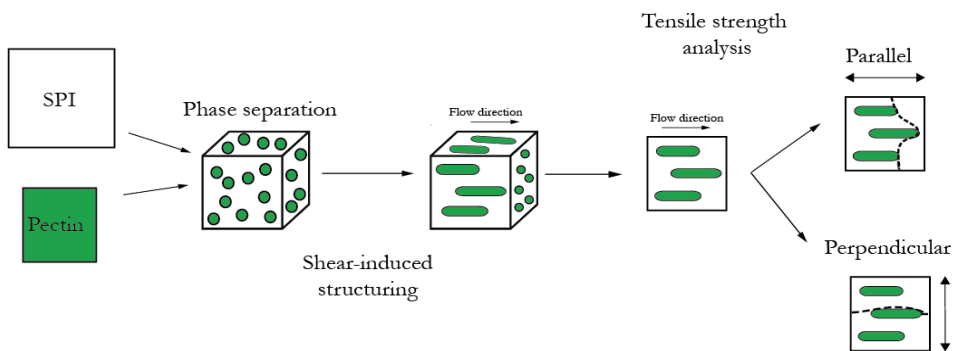 Tensile strength
analysis
SPI
Phase separation
Parallel
Flow direction
Flow direction
Pectin
Shear-induced
structuring
Perpendicular